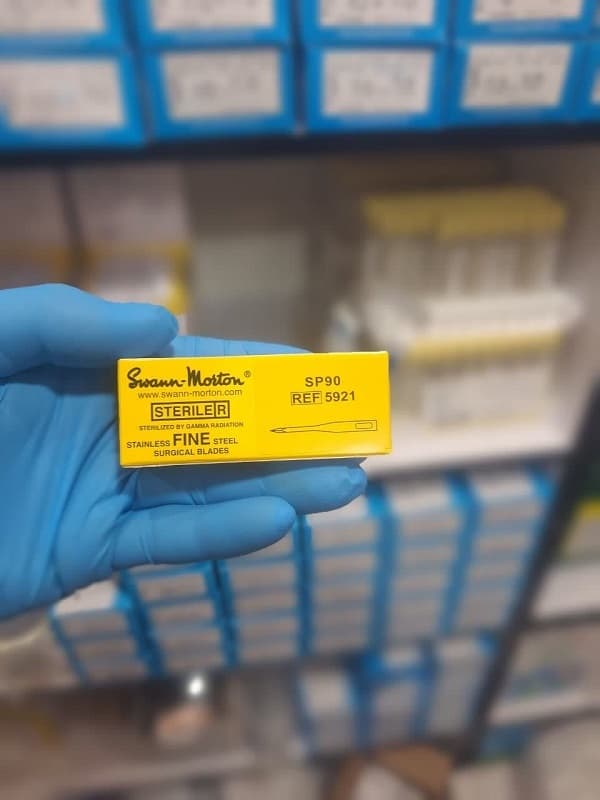 Swann-Morton®
www.swann-morton.com
STERILE R
STERILIZED BY GAMMA RADIATION
STAINLESS FINE STEEL
SURGICAL BLADES
SP90
REF 5921